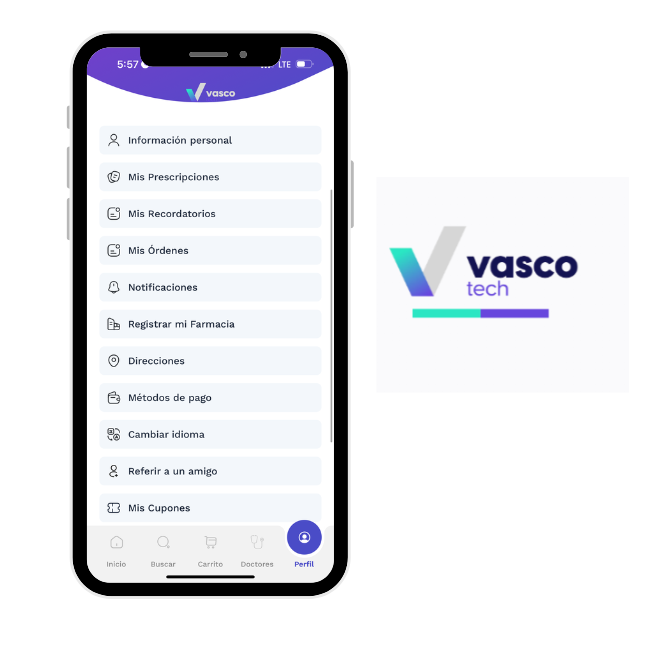 5:57
LTE
vasco
Información personal
Mis Prescripciones
Mis Recordatorios
Mis Órdenes
Notificaciones
Registrar mi Farmacia
Direcciones
Métodos de pago
Cambiar idioma
Referir a un amigo
Mis Cupones
Inicio
Buscar
Carrito
Doctores
Perfil
vasco
tech